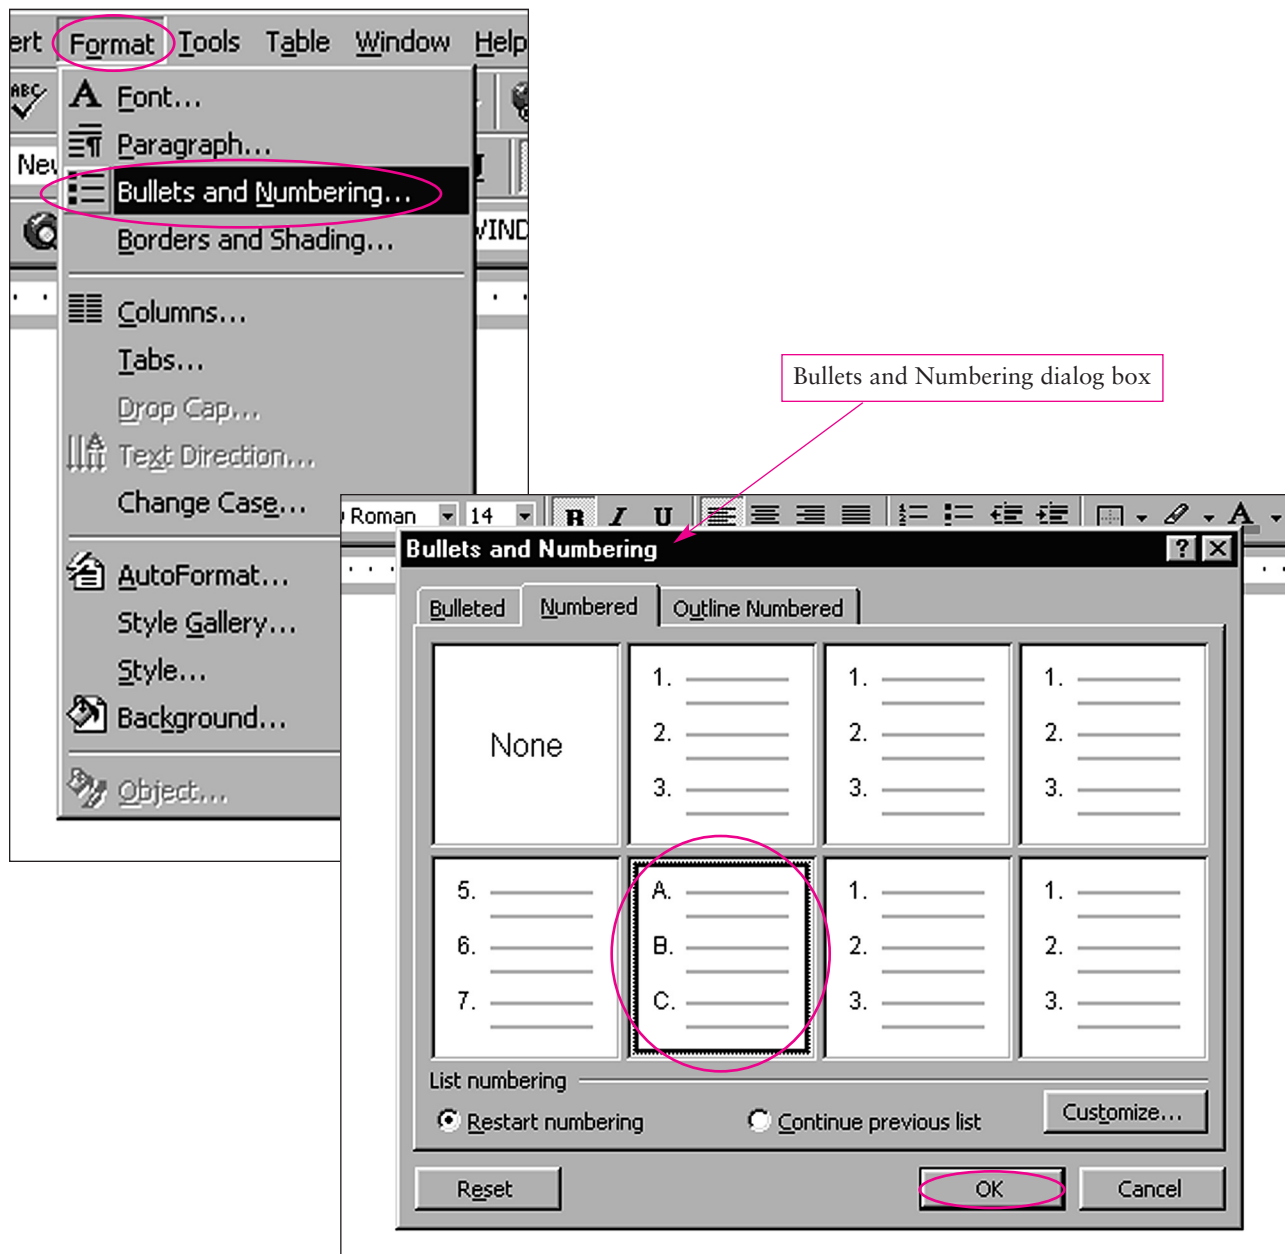 ert Format Tools Table Window Help
ABC
A Font...
Paragraph...
New
Bullets and Numbering...
Borders and Shading...
WIND
Columns...
Tabs...
Drop Cap...
Text Direction...
Change Case...
AutoFormat...
Style Gallery...
Style...
Background...
Object...
Bullets and Numbering dialog box
Roman 14 B I U A
Bullets and Numbering ? X
Bulleted Numbered Outline Numbered
None
1.
2.
3.
1.
2.
3.
1.
2.
3.
5.
6.
7.
A.
B.
C.
1.
2.
3.
1.
2.
3.
List numbering
Restart numbering Continue previous list Customize...
Reset OK Cancel